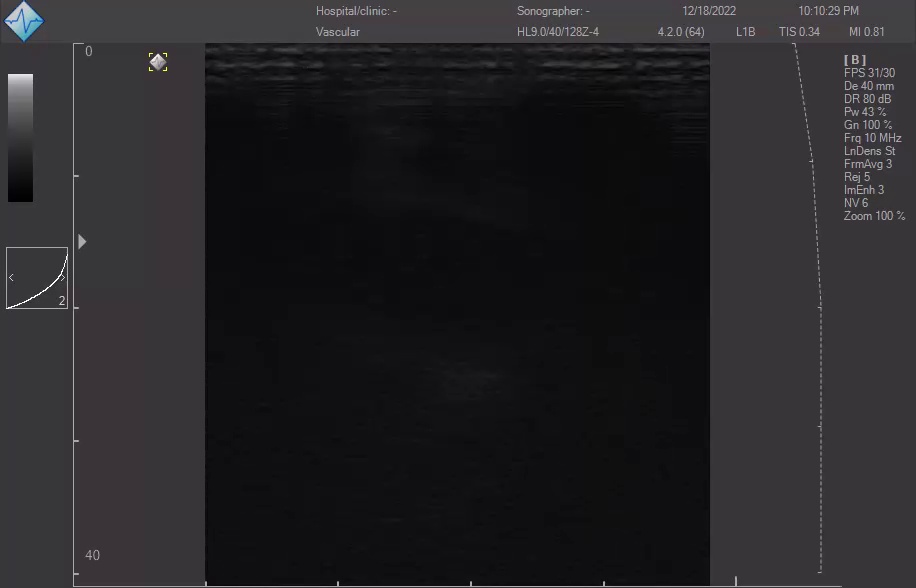 Hospital/clinic: - Sonographer: - 12/18/2022 10:10:29 PM
Vascular HL9.0/40/128Z-4 4.2.0 (64) L1B TIS 0.34 MI 0.81
0
[ B ]
FPS 31/30
De 40 mm
DR 80 dB
Pw 43 %
Gn 100 %
Frq 10 MHz
LnDens St
FrmAvg 3
Rej 5
ImEnh 3
NV 6
Zoom 100 %
2
40